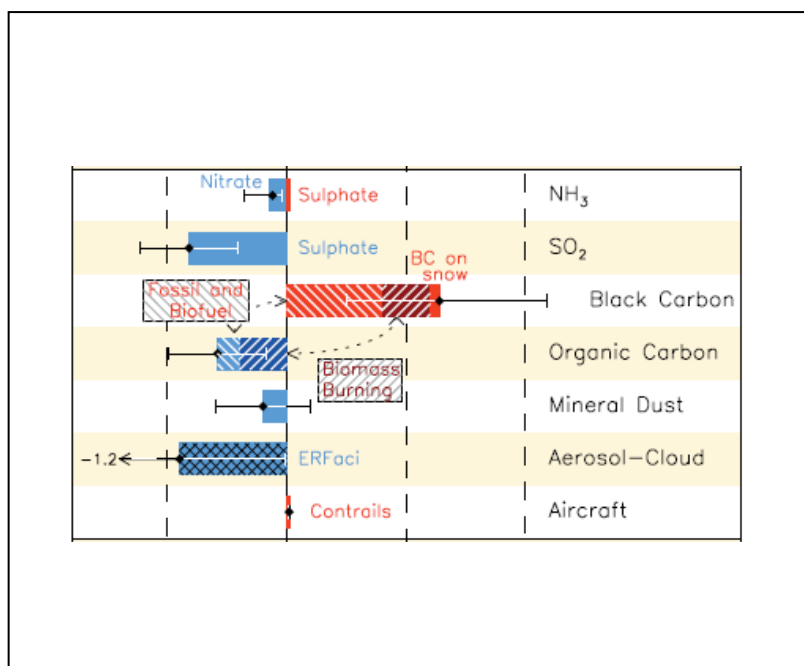 Nitrate
Sulphate
NH₃
Sulphate
SO₂
BC on
snow
Fossil and
Biofuel
Black Carbon
Organic Carbon
Biomass
Burning
Mineral Dust
-1.2
ERFaci
Aerosol-Cloud
Contrails
Aircraft